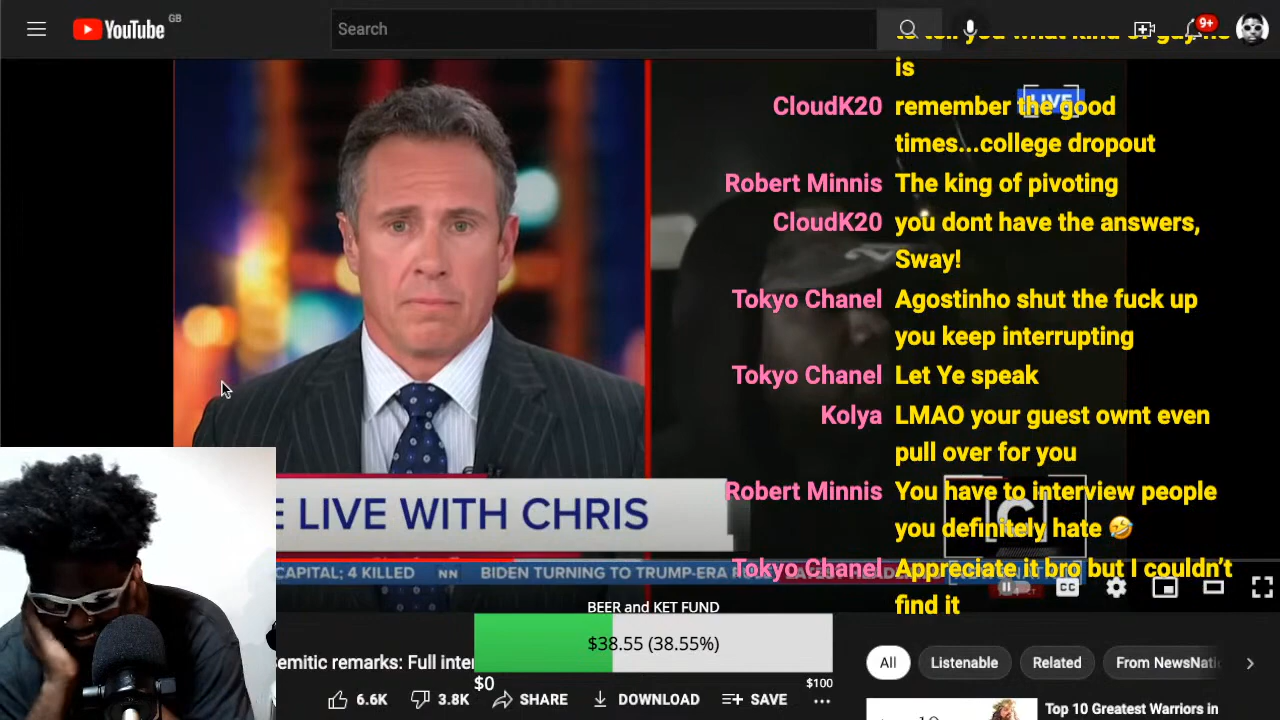 YouTube
GB
Search
9+
is
CloudK20 remember the good
times...college dropout
LIVE
Robert Minnis The king of pivoting
CloudK20 you dont have the answers,
Sway!
Tokyo Chanel Agostinho shut the fuck up
you keep interrupting
Tokyo Chanel Let Ye speak
Kolya LMAO your guest ownt even
pull over for you
Robert Minnis You have to interview people
you definitely hate 🤣
Tokyo Chanel Appreciate it bro but I couldn't
find it
E LIVE WITH CHRIS
CAPITAL; 4 KILLED NN BIDEN TURNING TO TRUMP-ERA
CC
BEER and KET FUND
$38.55 (38.55%)
$0
$100
emitic remarks: Full inte
6.6K 3.8K SHARE DOWNLOAD SAVE
All Listenable Related From NewsNati
Top 10 Greatest Warriors in